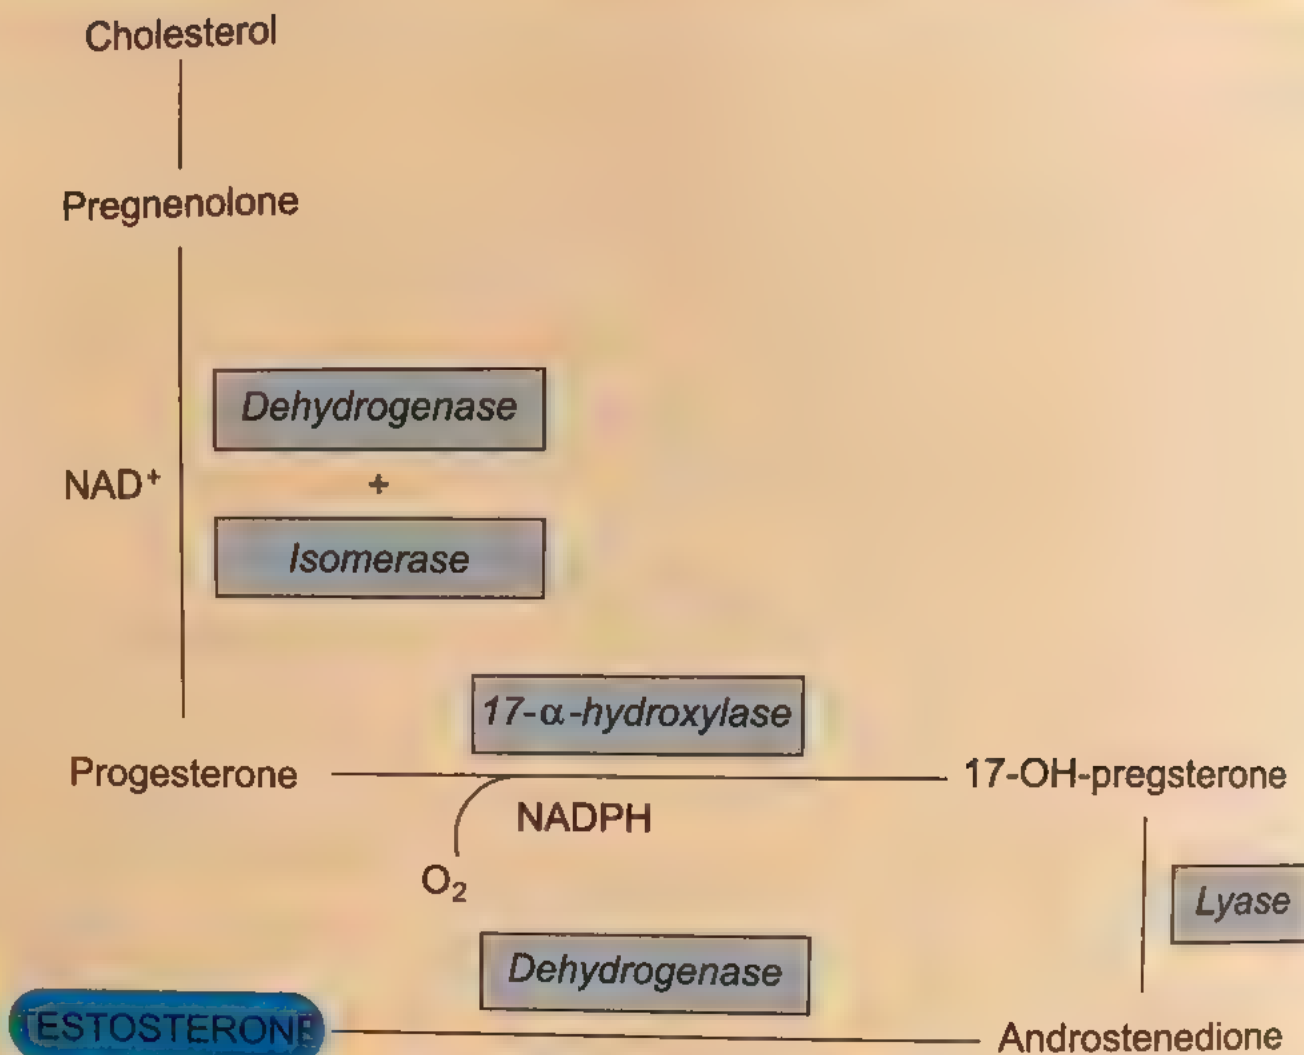 Cholesterol
Pregnenolone
Dehydrogenase
NAD⁺
+
Isomerase
17-α-hydroxylase
Progesterone
17-OH-pregsterone
NADPH
O₂
Lyase
Dehydrogenase
ESTOSTERONE
Androstenedione